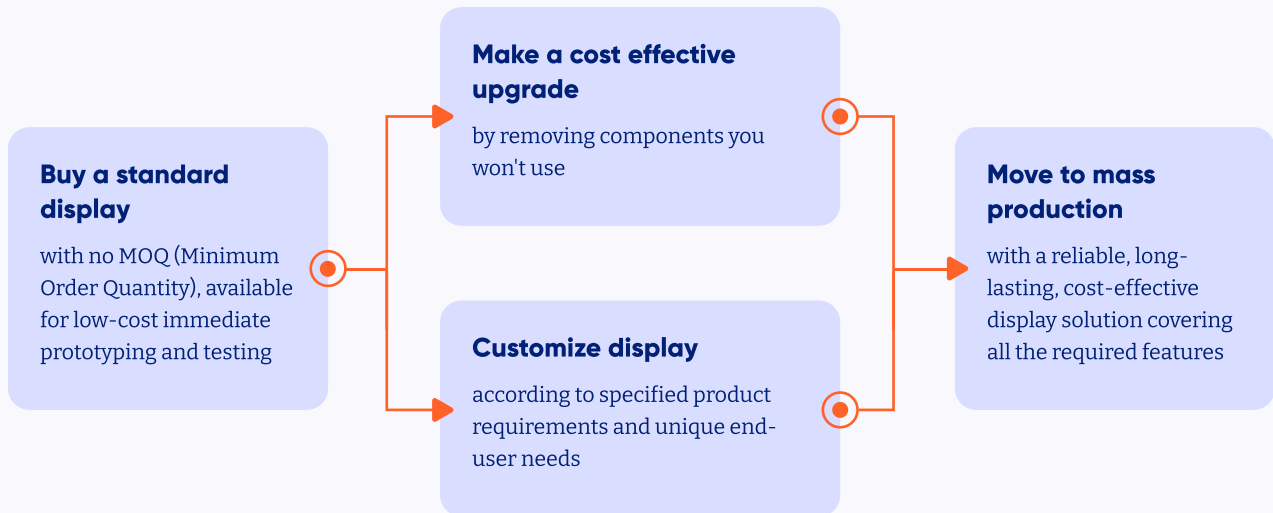 Buy a standard
display
with no MOQ (Minimum
Order Quantity), available
for low-cost immediate
prototyping and testing
Make a cost effective
upgrade
by removing components you
won't use
Customize display
according to specified product
requirements and unique end-
user needs
Move to mass
production
with a reliable, long-
lasting, cost-effective
display solution covering
all the required features